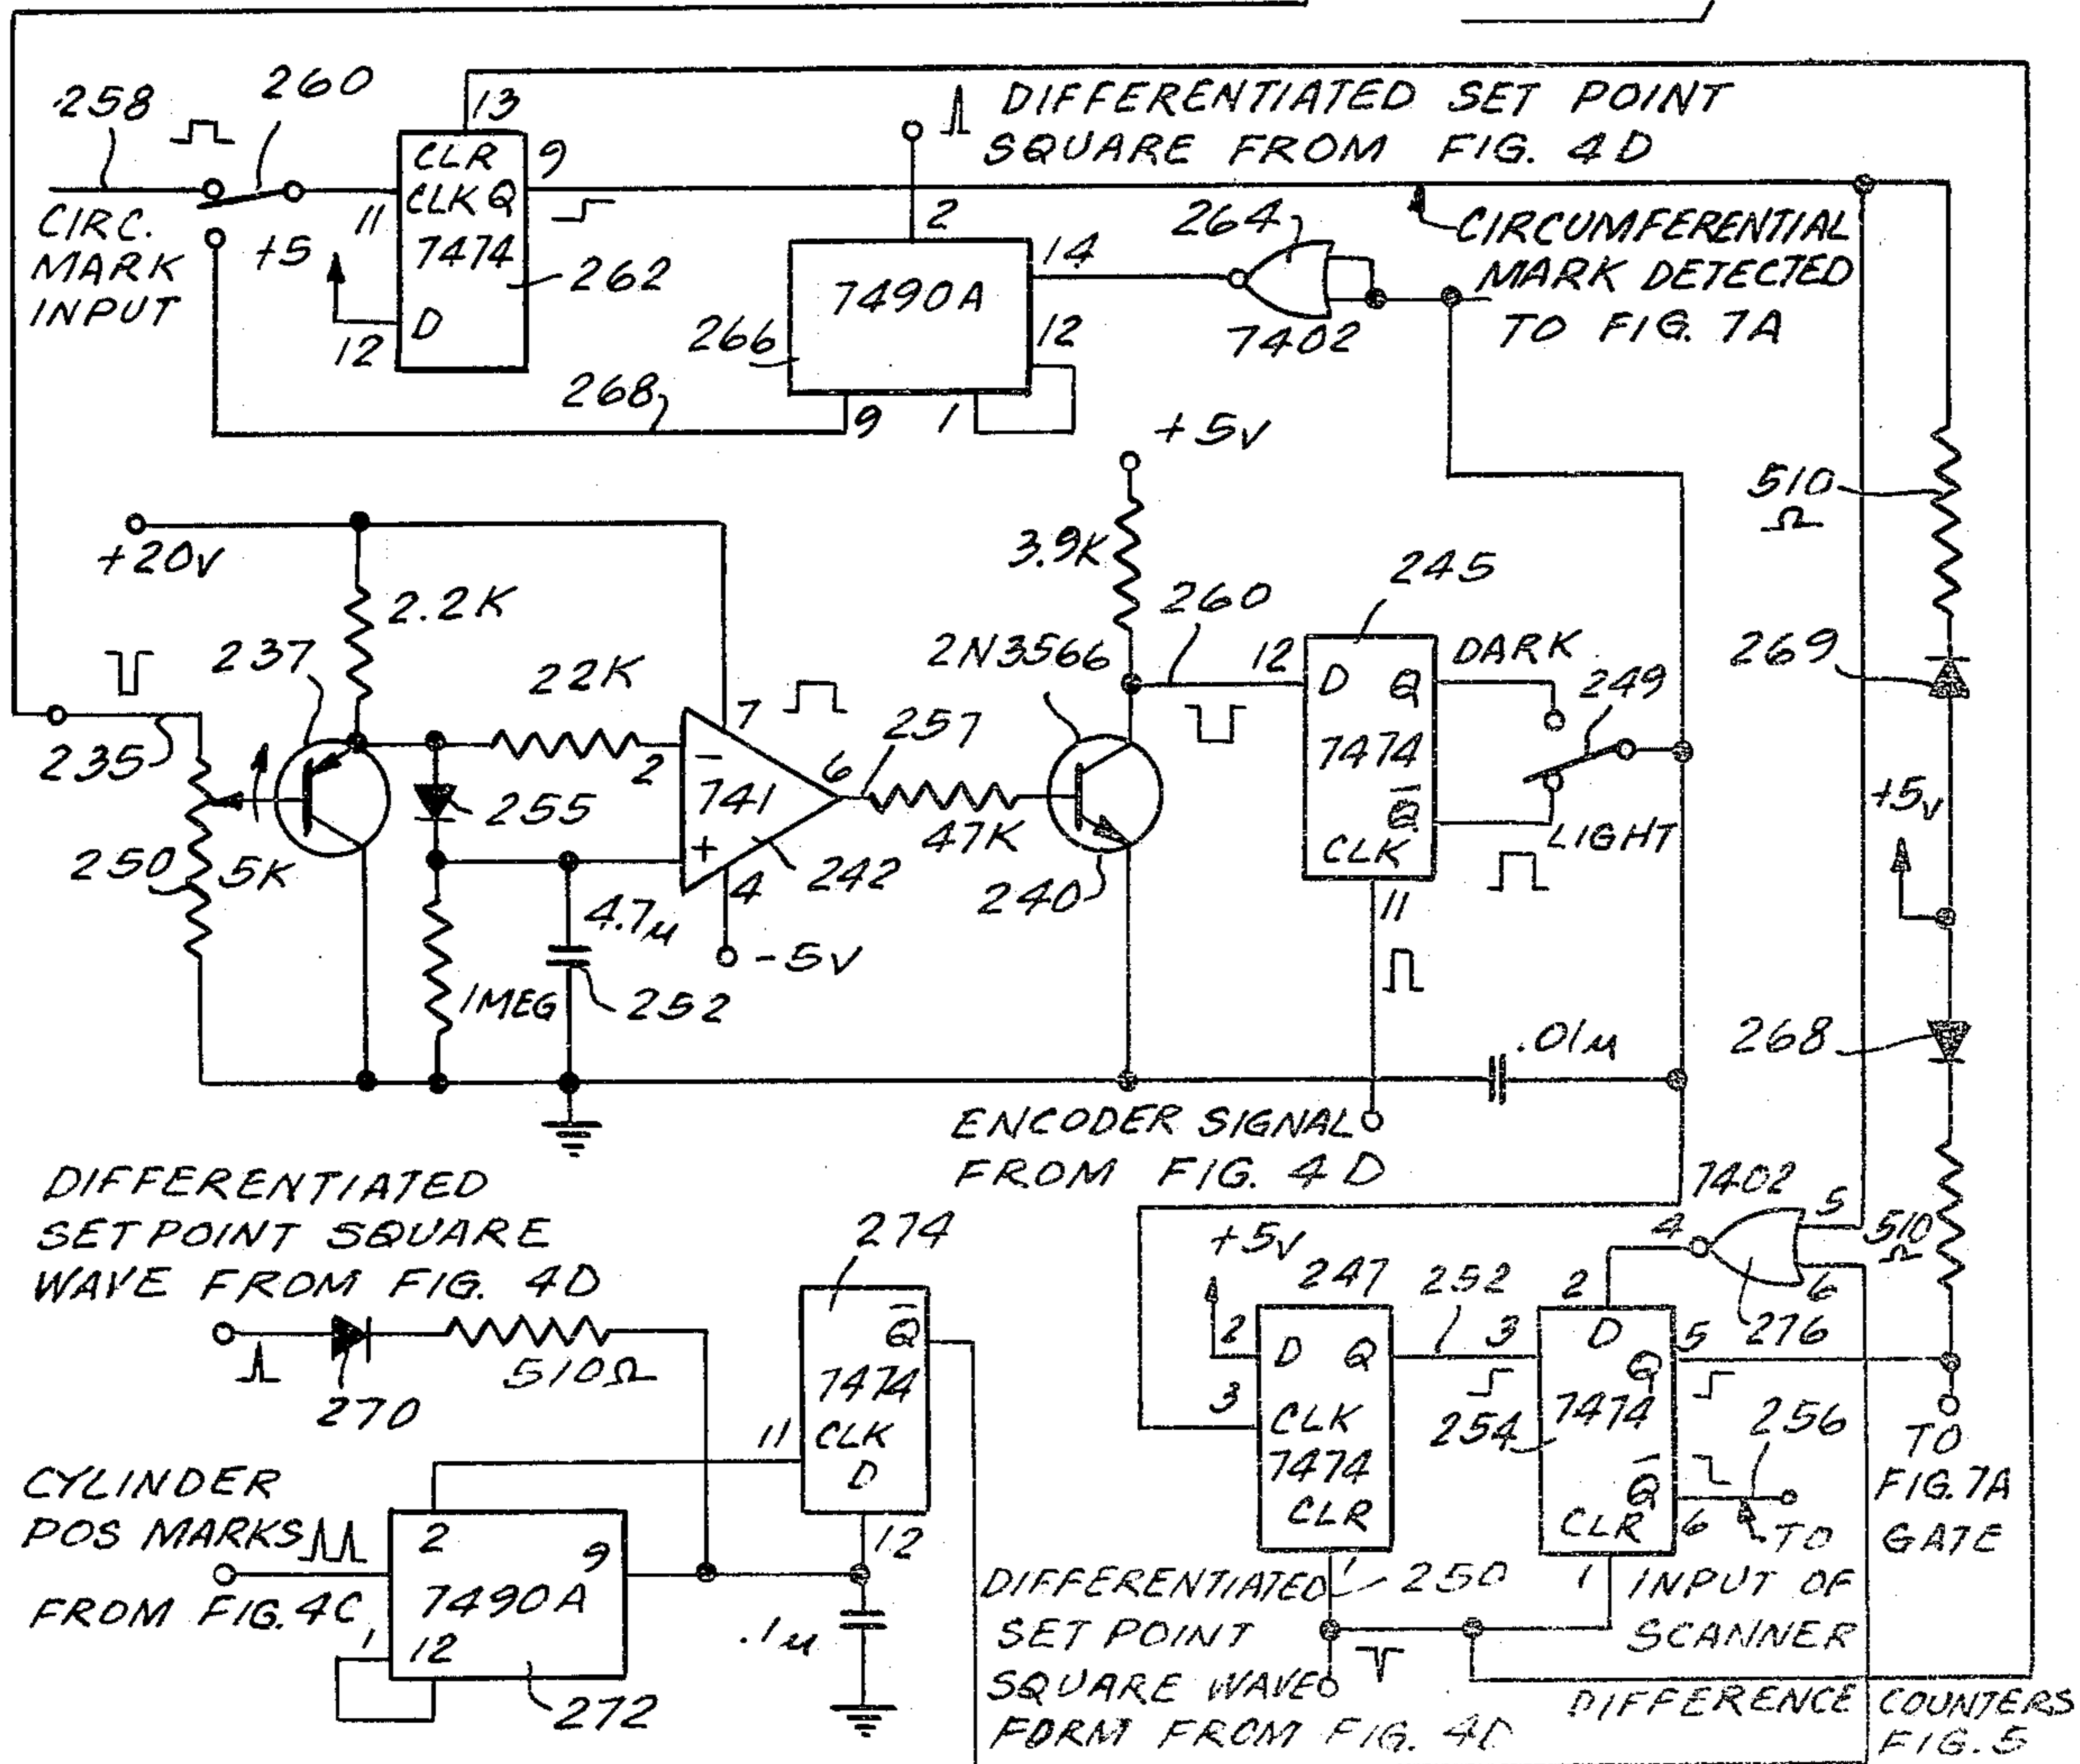 258
260
13
DIFFERENTIATED SET POINT
SQUARE FROM FIG. 4D
CLR
9
CLK Q
11
2
264
CIRC.
MARK
INPUT
+5
7474
262
14
7490A
CIRCUMFERENTIAL
MARK DETECTED
TO FIG. 7A
D
12
266
12
7402
268
9
1
+5v
510
Ω
+20v
2.2K
3.9K
245
237
22K
2N3566
260
12
DARK
269
D Q
249
7
257
235
2
-
6
7474
+5v
255
741
47K
Q
250
5K
+
242
CLK
LIGHT
4
240
11
4.7μ
-5v
1MEG
252
268
.01μ
ENCODER SIGNAL
FROM FIG. 4D
DIFFERENTIATED
SET POINT SQUARE
WAVE FROM FIG. 4D
7402
5
4
510
Ω
274
+5v
247
252
6
2
Q
2
3
D
5
276
D Q
510Ω
7474
Q
270
3
11
CLK
CLK
254
7474
256
D
7474
TO
FIG. 7A
GATE
CYLINDER
POS MARKS
Q
CLR
CLR
6
TO
2
9
12
1
250
1
INPUT OF
SCANNER
FROM FIG. 4C
7490A
DIFFERENTIATED
SET POINT
SQUARE WAVE
FORM FROM FIG. 4D
1
12
.1μ
272
DIFFERENCE COUNTERS
FIG. 5